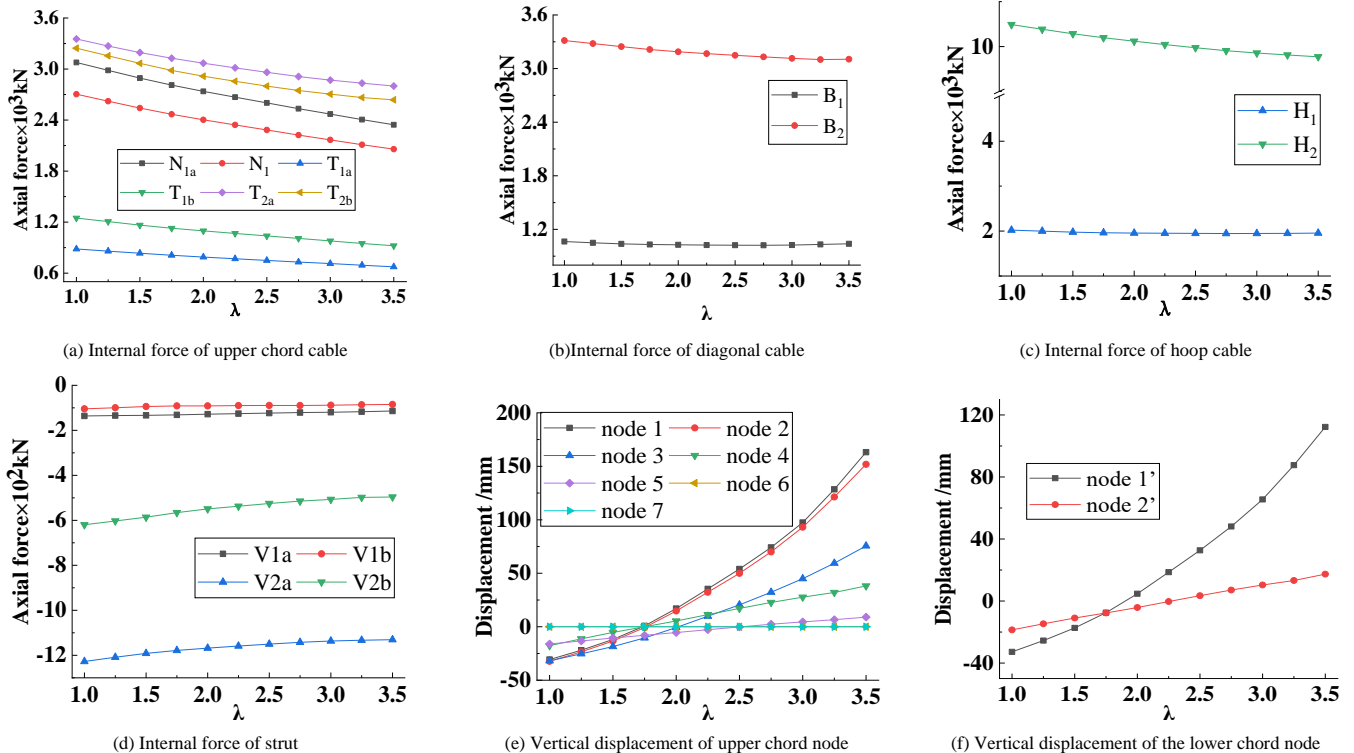 3.6
3.0
2.4
1.8
1.2
0.6
Axial force×10³kN
N1a N1 T1a
T1b T2a T2b
1.0 1.5 2.0 2.5 3.0 3.5
λ
(a) Internal force of upper chord cable
3.6
3.0
2.4
1.8
1.2
Axial force×10³kN
B1
B2
1.0 1.5 2.0 2.5 3.0 3.5
λ
(b)Internal force of diagonal cable
10
4
2
Axial force×10³kN
H1
H2
1.0 1.5 2.0 2.5 3.0 3.5
λ
(c) Internal force of hoop cable
0
-2
-4
-6
-8
-10
-12
Axial force×10²kN
V1a V1b
V2a V2b
1.0 1.5 2.0 2.5 3.0 3.5
λ
(d) Internal force of strut
200
150
100
50
0
-50
Displacement /mm
node 1 node 2
node 3 node 4
node 5 node 6
node 7
1.0 1.5 2.0 2.5 3.0 3.5
λ
(e) Vertical displacement of upper chord node
120
80
40
0
-40
Displacement /mm
node 1’
node 2’
1.0 1.5 2.0 2.5 3.0 3.5
λ
(f) Vertical displacement of the lower chord node